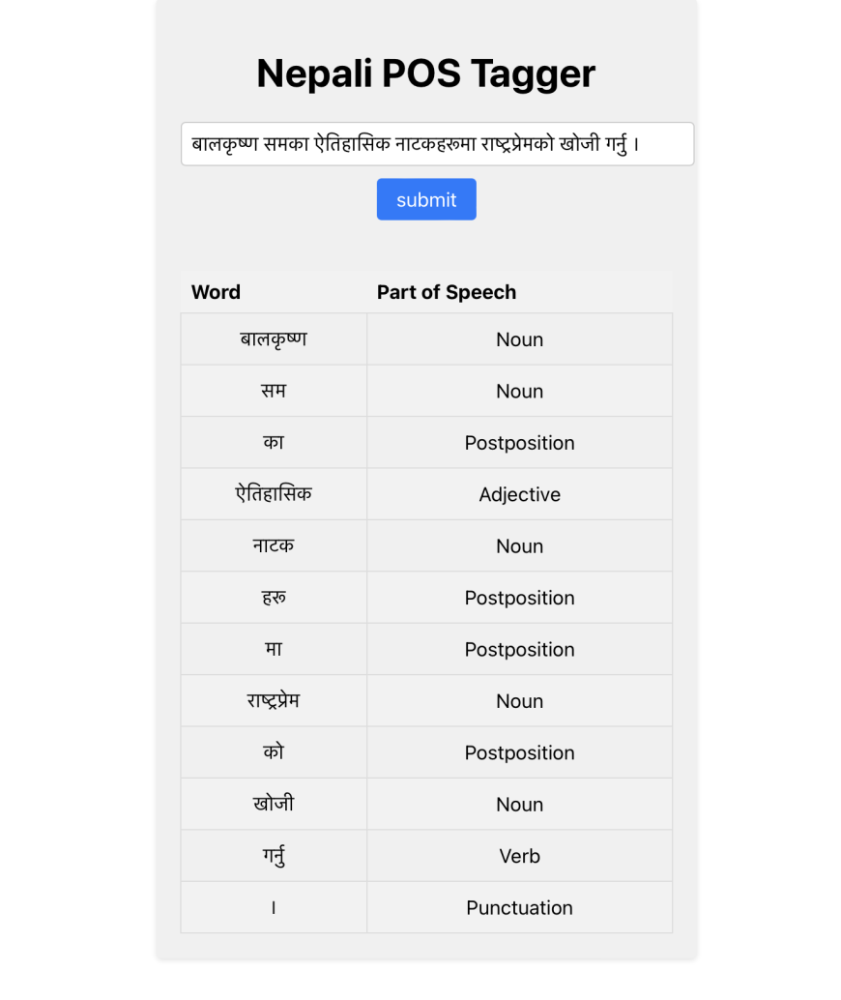 Nepali POS Tagger
बालकृष्ण समका ऐतिहासिक नाटकहरूमा राष्ट्रप्रेमको खोजी गर्नु ।
submit
Word Part of Speech
बालकृष्ण Noun
सम Noun
का Postposition
ऐतिहासिक Adjective
नाटक Noun
हरू Postposition
मा Postposition
राष्ट्रप्रेम Noun
को Postposition
खोजी Noun
गर्नु Verb
। Punctuation